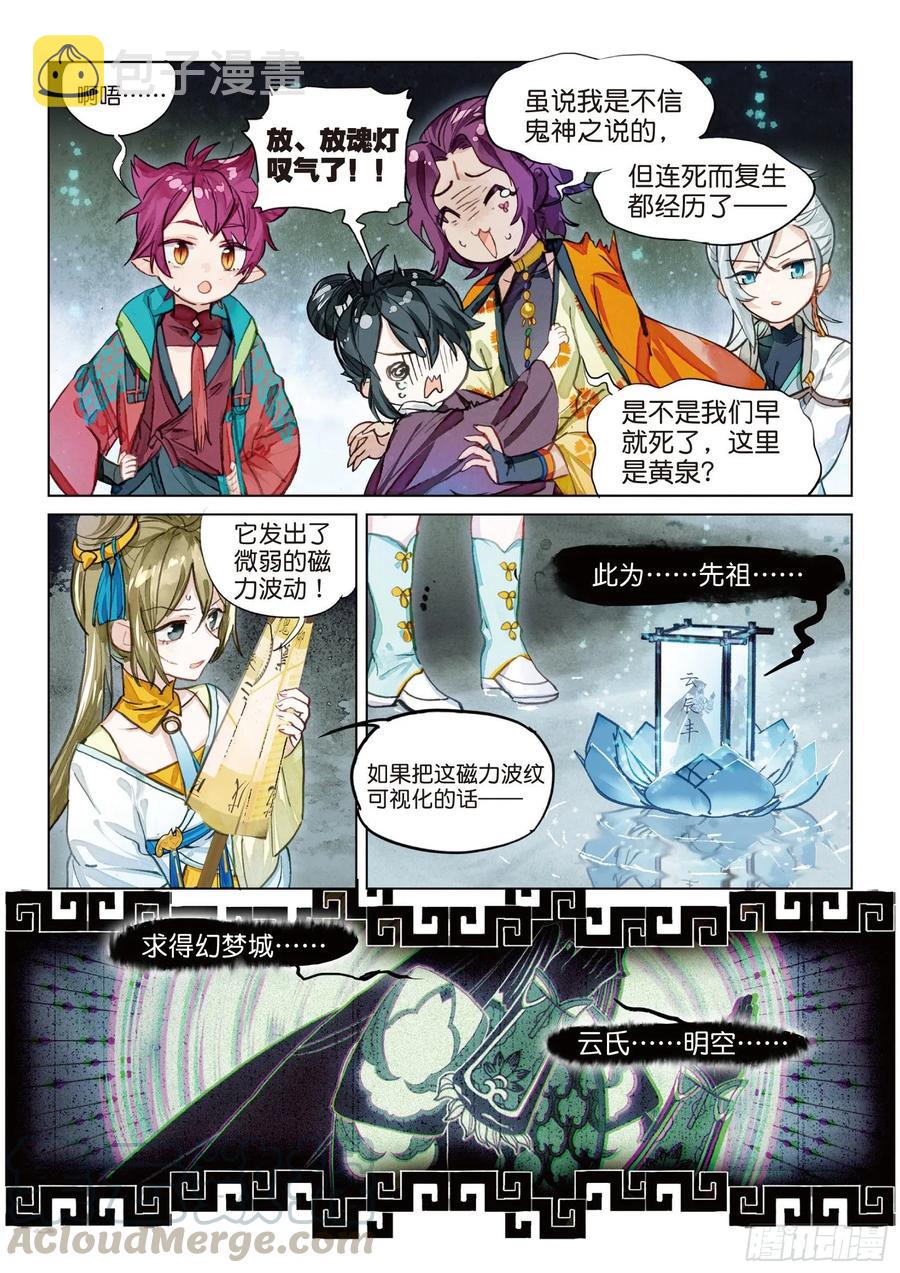 包子漫畫
啊唔……
放、放魂灯
叹气了！！
虽说我是不信
鬼神之说的，
但连死而复生
都经历了——
是不是我们早
就死了，这里
是黄泉？
它发出了
微弱的磁
力波动！
此为……先祖……
云辰丰
如果把这磁力波纹
可视化的话——
求得幻梦城……
云氏……明空……
ACloudMerge.com
腾讯动漫